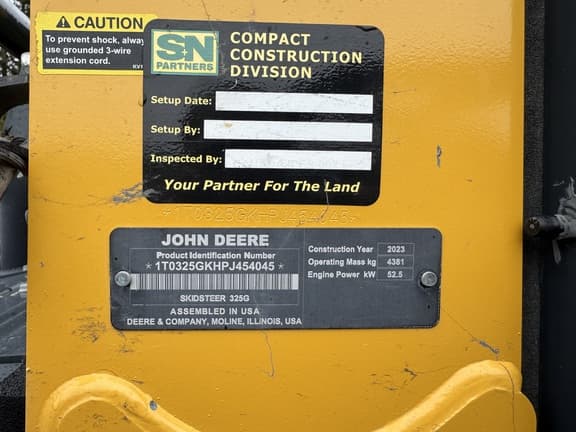 CAUTION
To prevent shock, alway
use grounded 3-wire
extension cord.
S+N
PARTNERS
COMPACT
CONSTRUCTION
DIVISION
Setup Date:
Setup By:
Inspected By:
Your Partner For The Land
*1T0325GKHPJ454045*
JOHN DEERE
Product Identification Number
*1T0325GKHPJ454045*
SKIDSTEER 325G
ASSEMBLED IN USA
DEERE & COMPANY, MOLINE, ILLINOIS, USA
Construction Year 2023
Operating Mass kg 4381
Engine Power kW 52.5